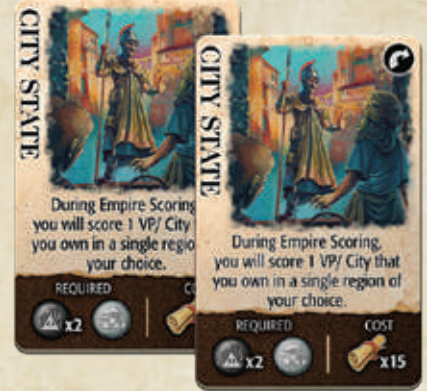 CITY STATE
During Empire Scoring
you will score 1 VP/ City
you own in a single regio
your choice.
REQUIRED
x2
CITY STATE
During Empire Scoring,
you will score 1 VP/ City that
you own in a single region of
your choice.
REQUIRED
COST
x2
x15